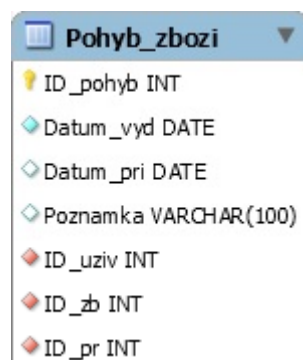 Pohyb_zbozi
ID_pohyb INT
Datum_vyd DATE
Datum_pri DATE
Poznamka VARCHAR(100)
ID_uziv INT
ID_zb INT
ID_pr INT